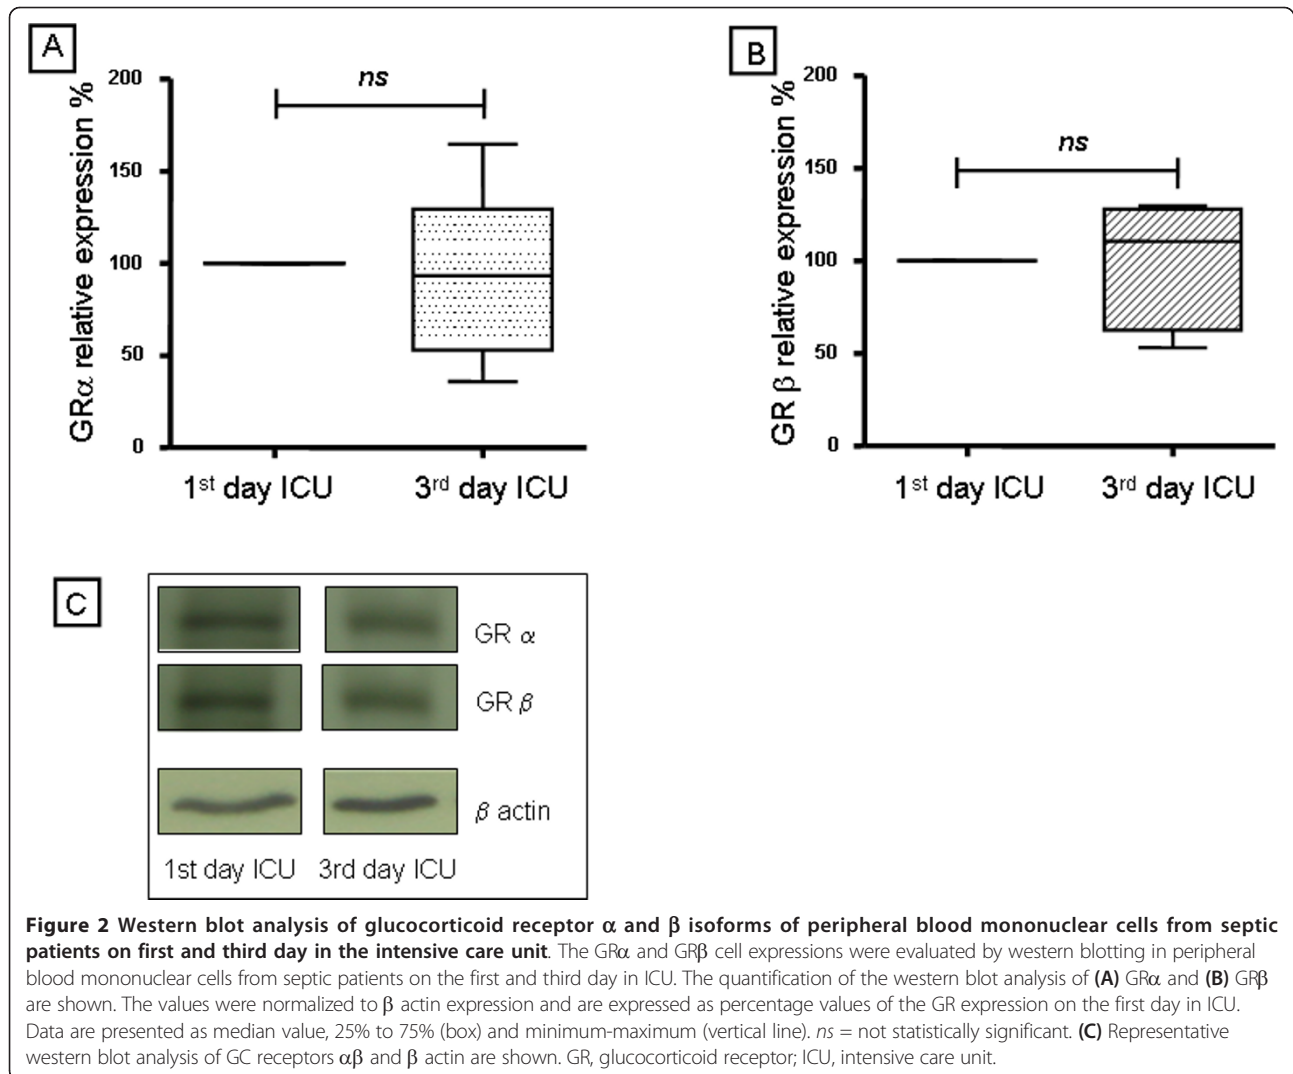 A
200
ns
150
100
50
0
GRα relative expression %
1st day ICU 3rd day ICU
B
200
ns
150
100
50
0
GR β relative expression %
1st day ICU 3rd day ICU
C
GR α
GR β
β actin
1st day ICU 3rd day ICU
Figure 2 Western blot analysis of glucocorticoid receptor α and β isoforms of peripheral blood mononuclear cells from septic
patients on first and third day in the intensive care unit. The GRα and GRβ cell expressions were evaluated by western blotting in peripheral
blood mononuclear cells from septic patients on the first and third day in ICU. The quantification of the western blot analysis of (A) GRα and (B) GRβ
are shown. The values were normalized to β actin expression and are expressed as percentage values of the GR expression on the first day in ICU.
Data are presented as median value, 25% to 75% (box) and minimum-maximum (vertical line). ns = not statistically significant. (C) Representative
western blot analysis of GC receptors αβ and β actin are shown. GR, glucocorticoid receptor; ICU, intensive care unit.